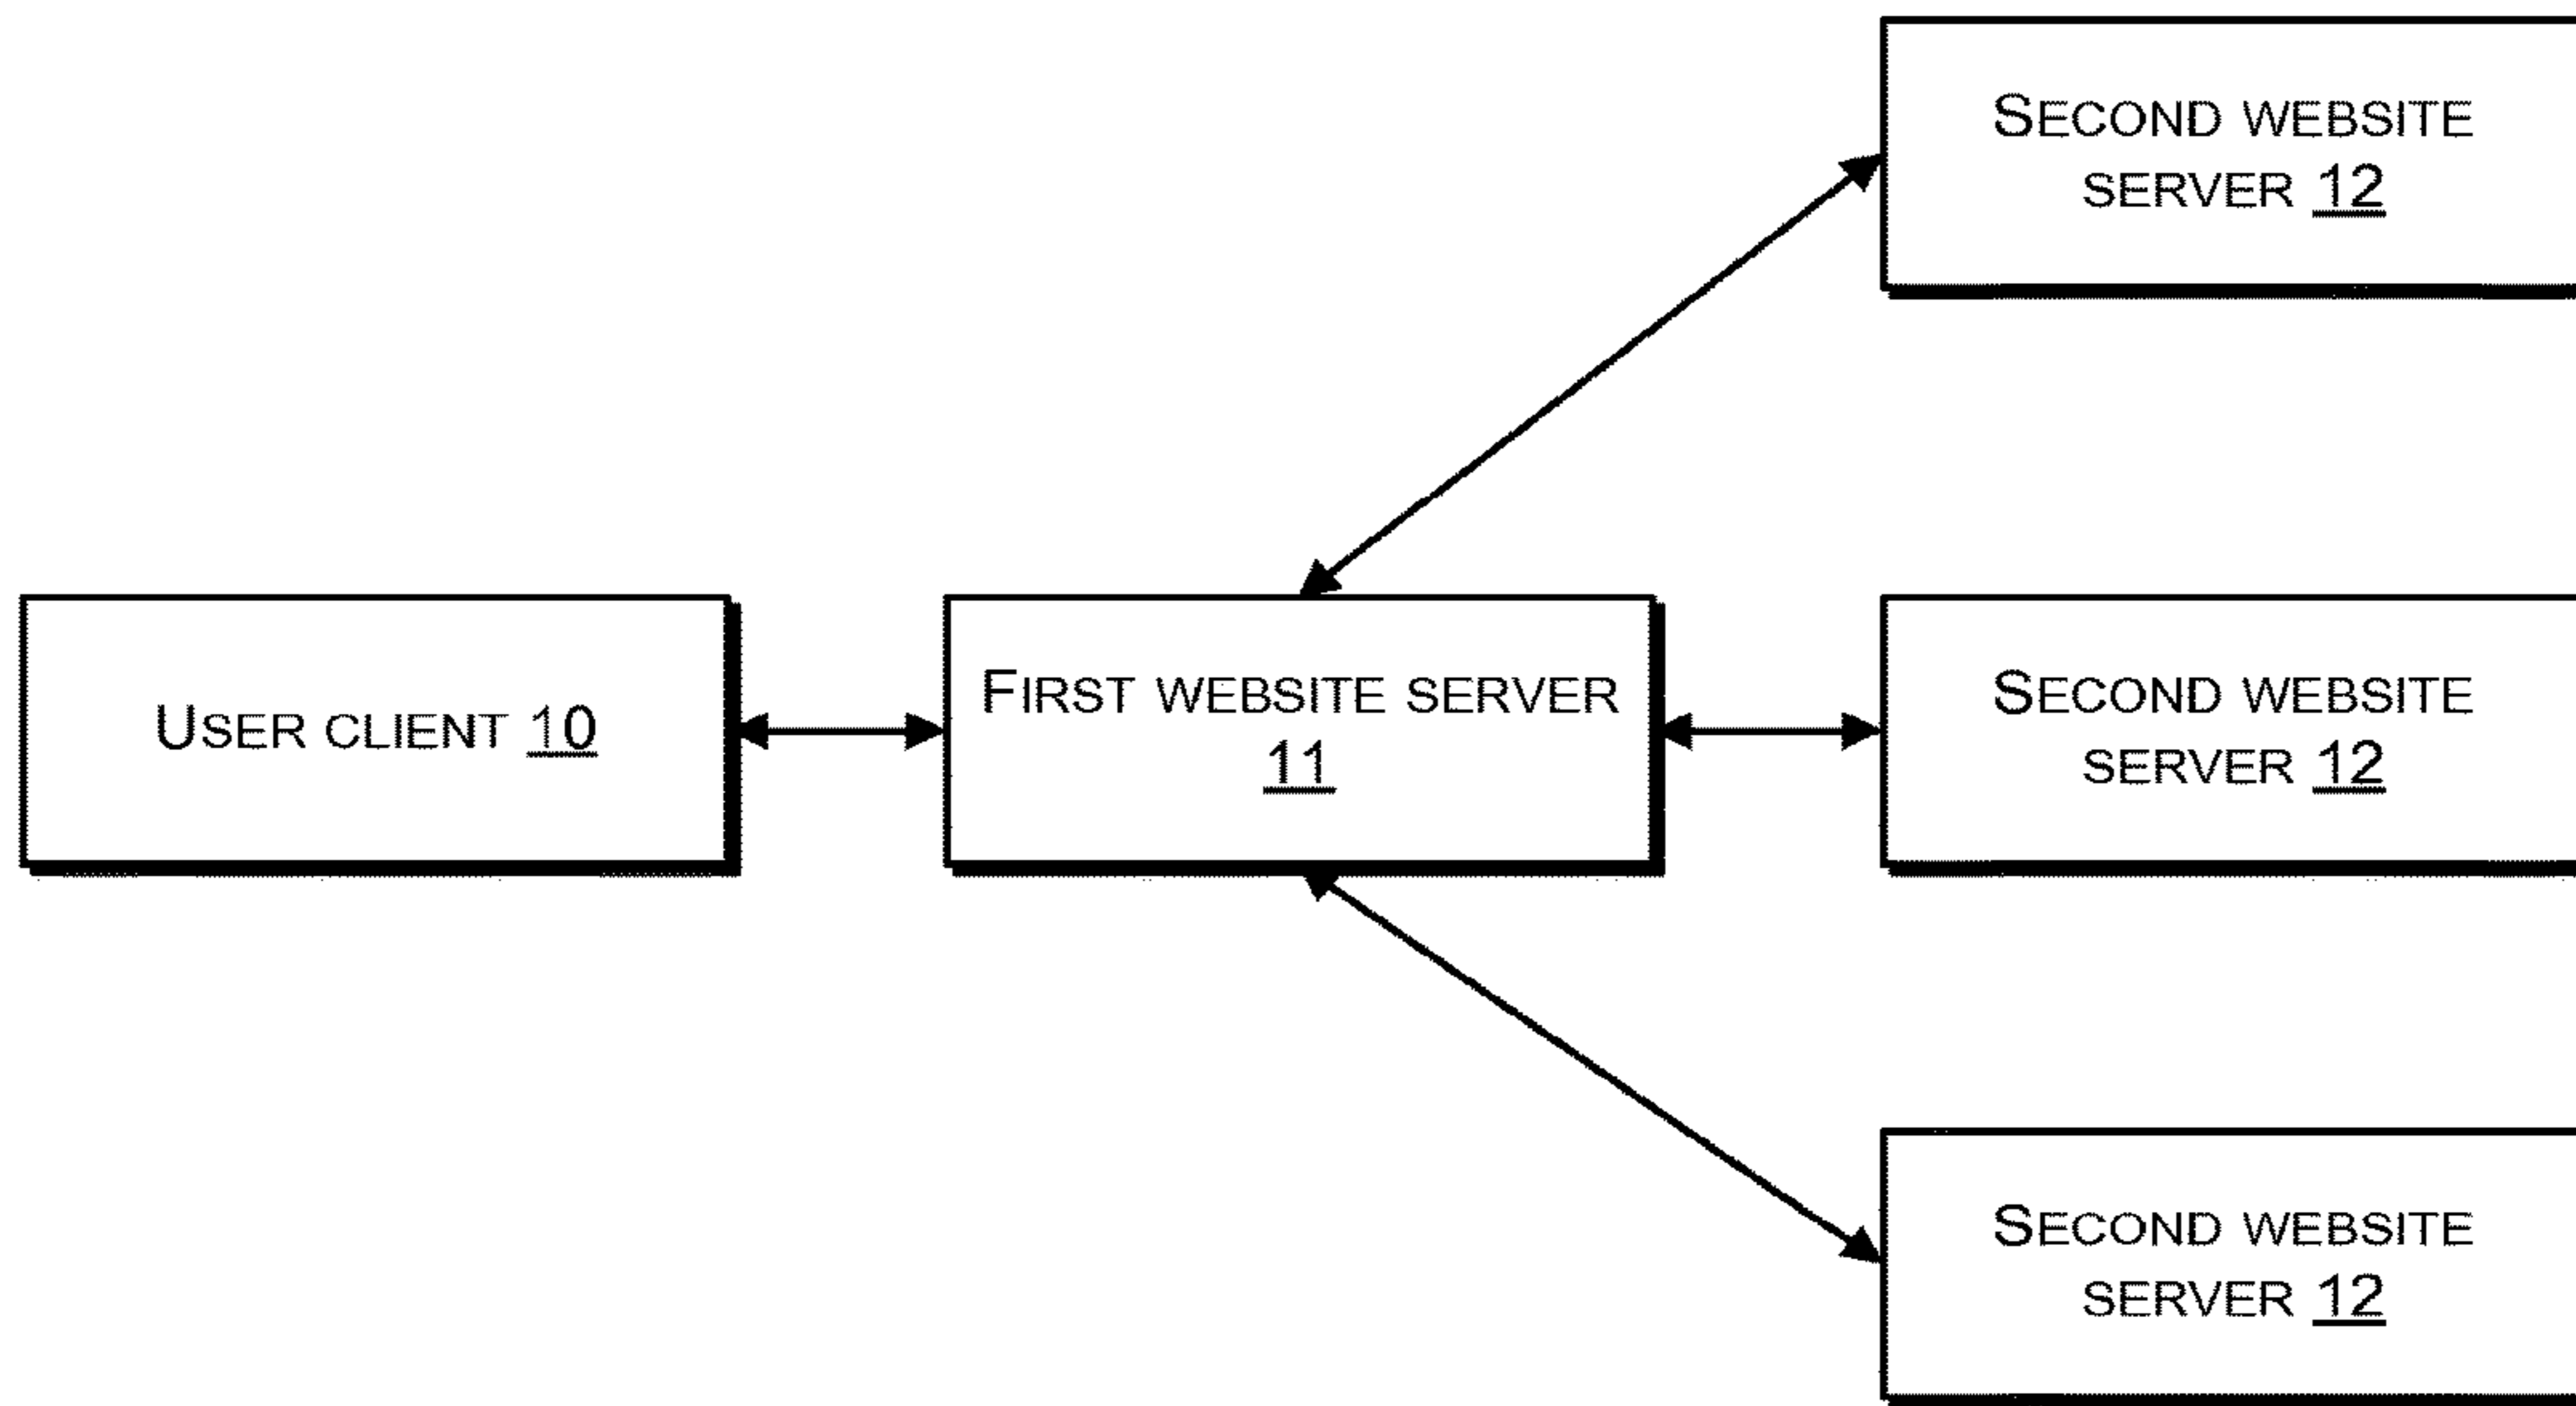 SECOND WEBSITE
SERVER 12
USER CLIENT 10
FIRST WEBSITE SERVER
11
SECOND WEBSITE
SERVER 12
SECOND WEBSITE
SERVER 12